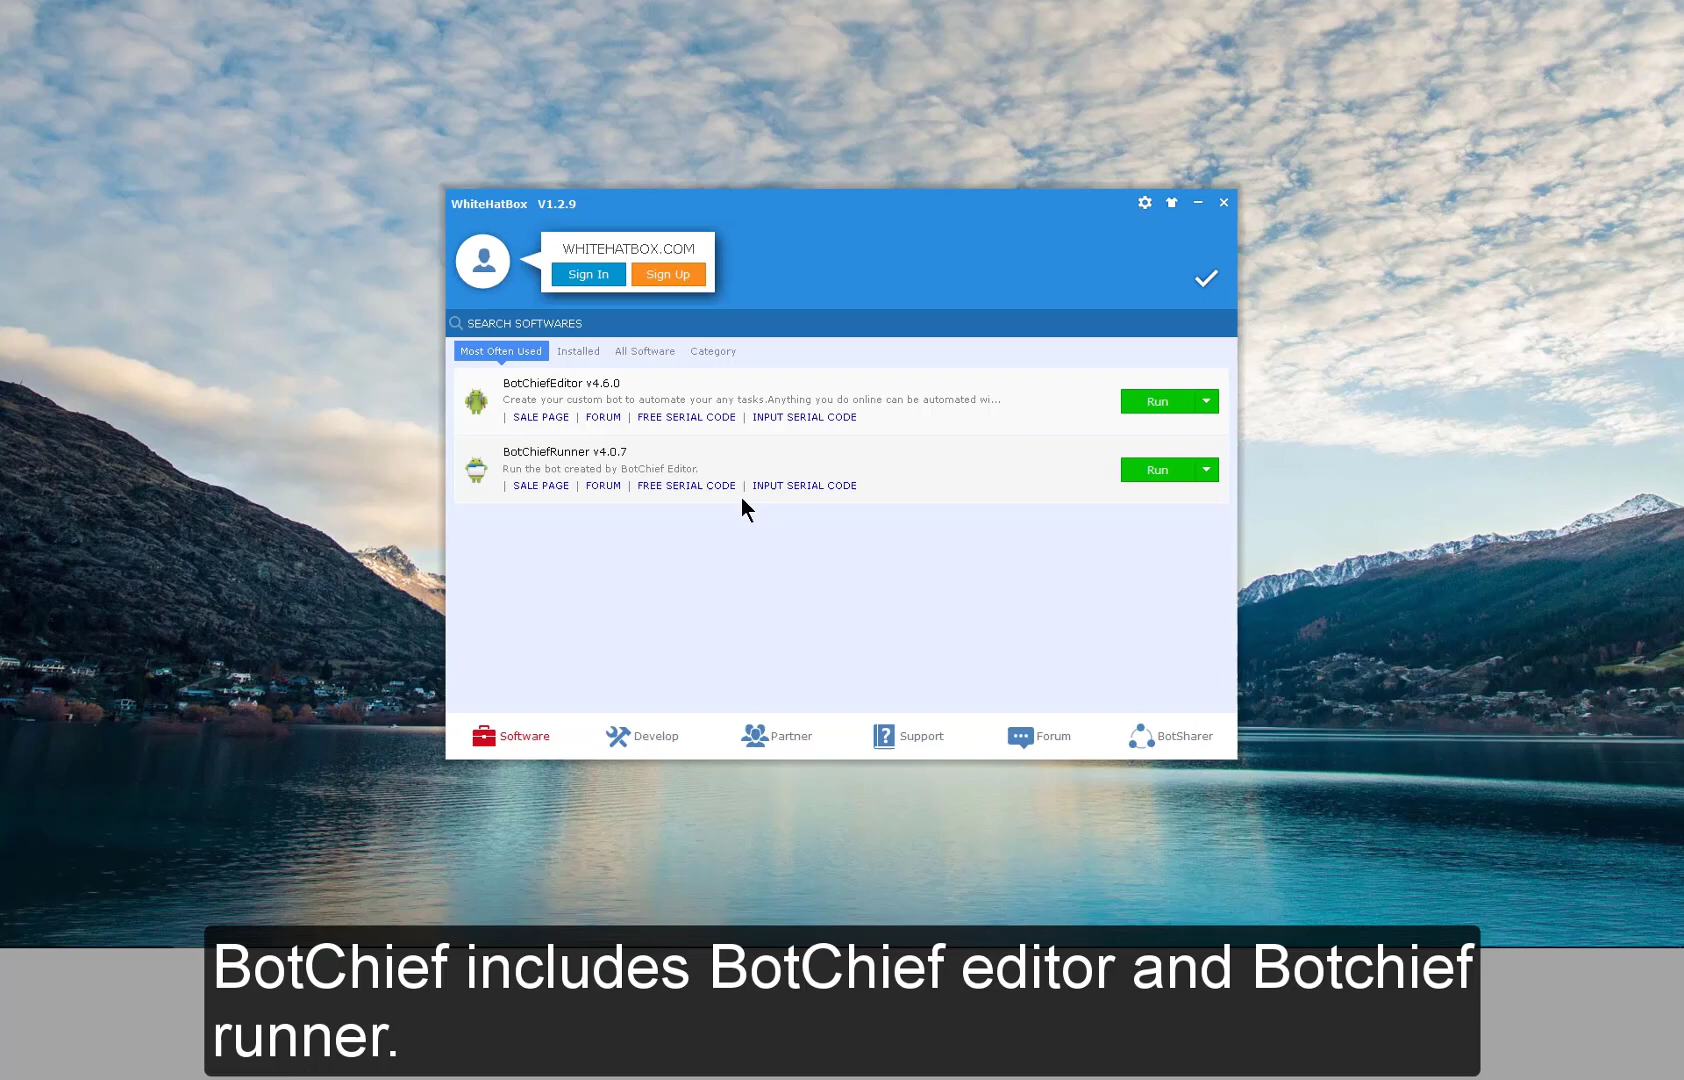 WhiteHatBox V1.2.9
WHITEHATBOX.COM
Sign In Sign Up
SEARCH SOFTWARES
Most Often Used Installed All Software Category
BotChiefEditor v4.6.0
Create your custom bot to automate your any tasks.Anything you do online can be automated wi...
| SALE PAGE | FORUM | FREE SERIAL CODE | INPUT SERIAL CODE
Run
BotChiefRunner v4.0.7
Run the bot created by BotChief Editor.
| SALE PAGE | FORUM | FREE SERIAL CODE | INPUT SERIAL CODE
Run
Software Develop Partner Support Forum BotSharer
BotChief includes BotChief editor and Botchief
runner.